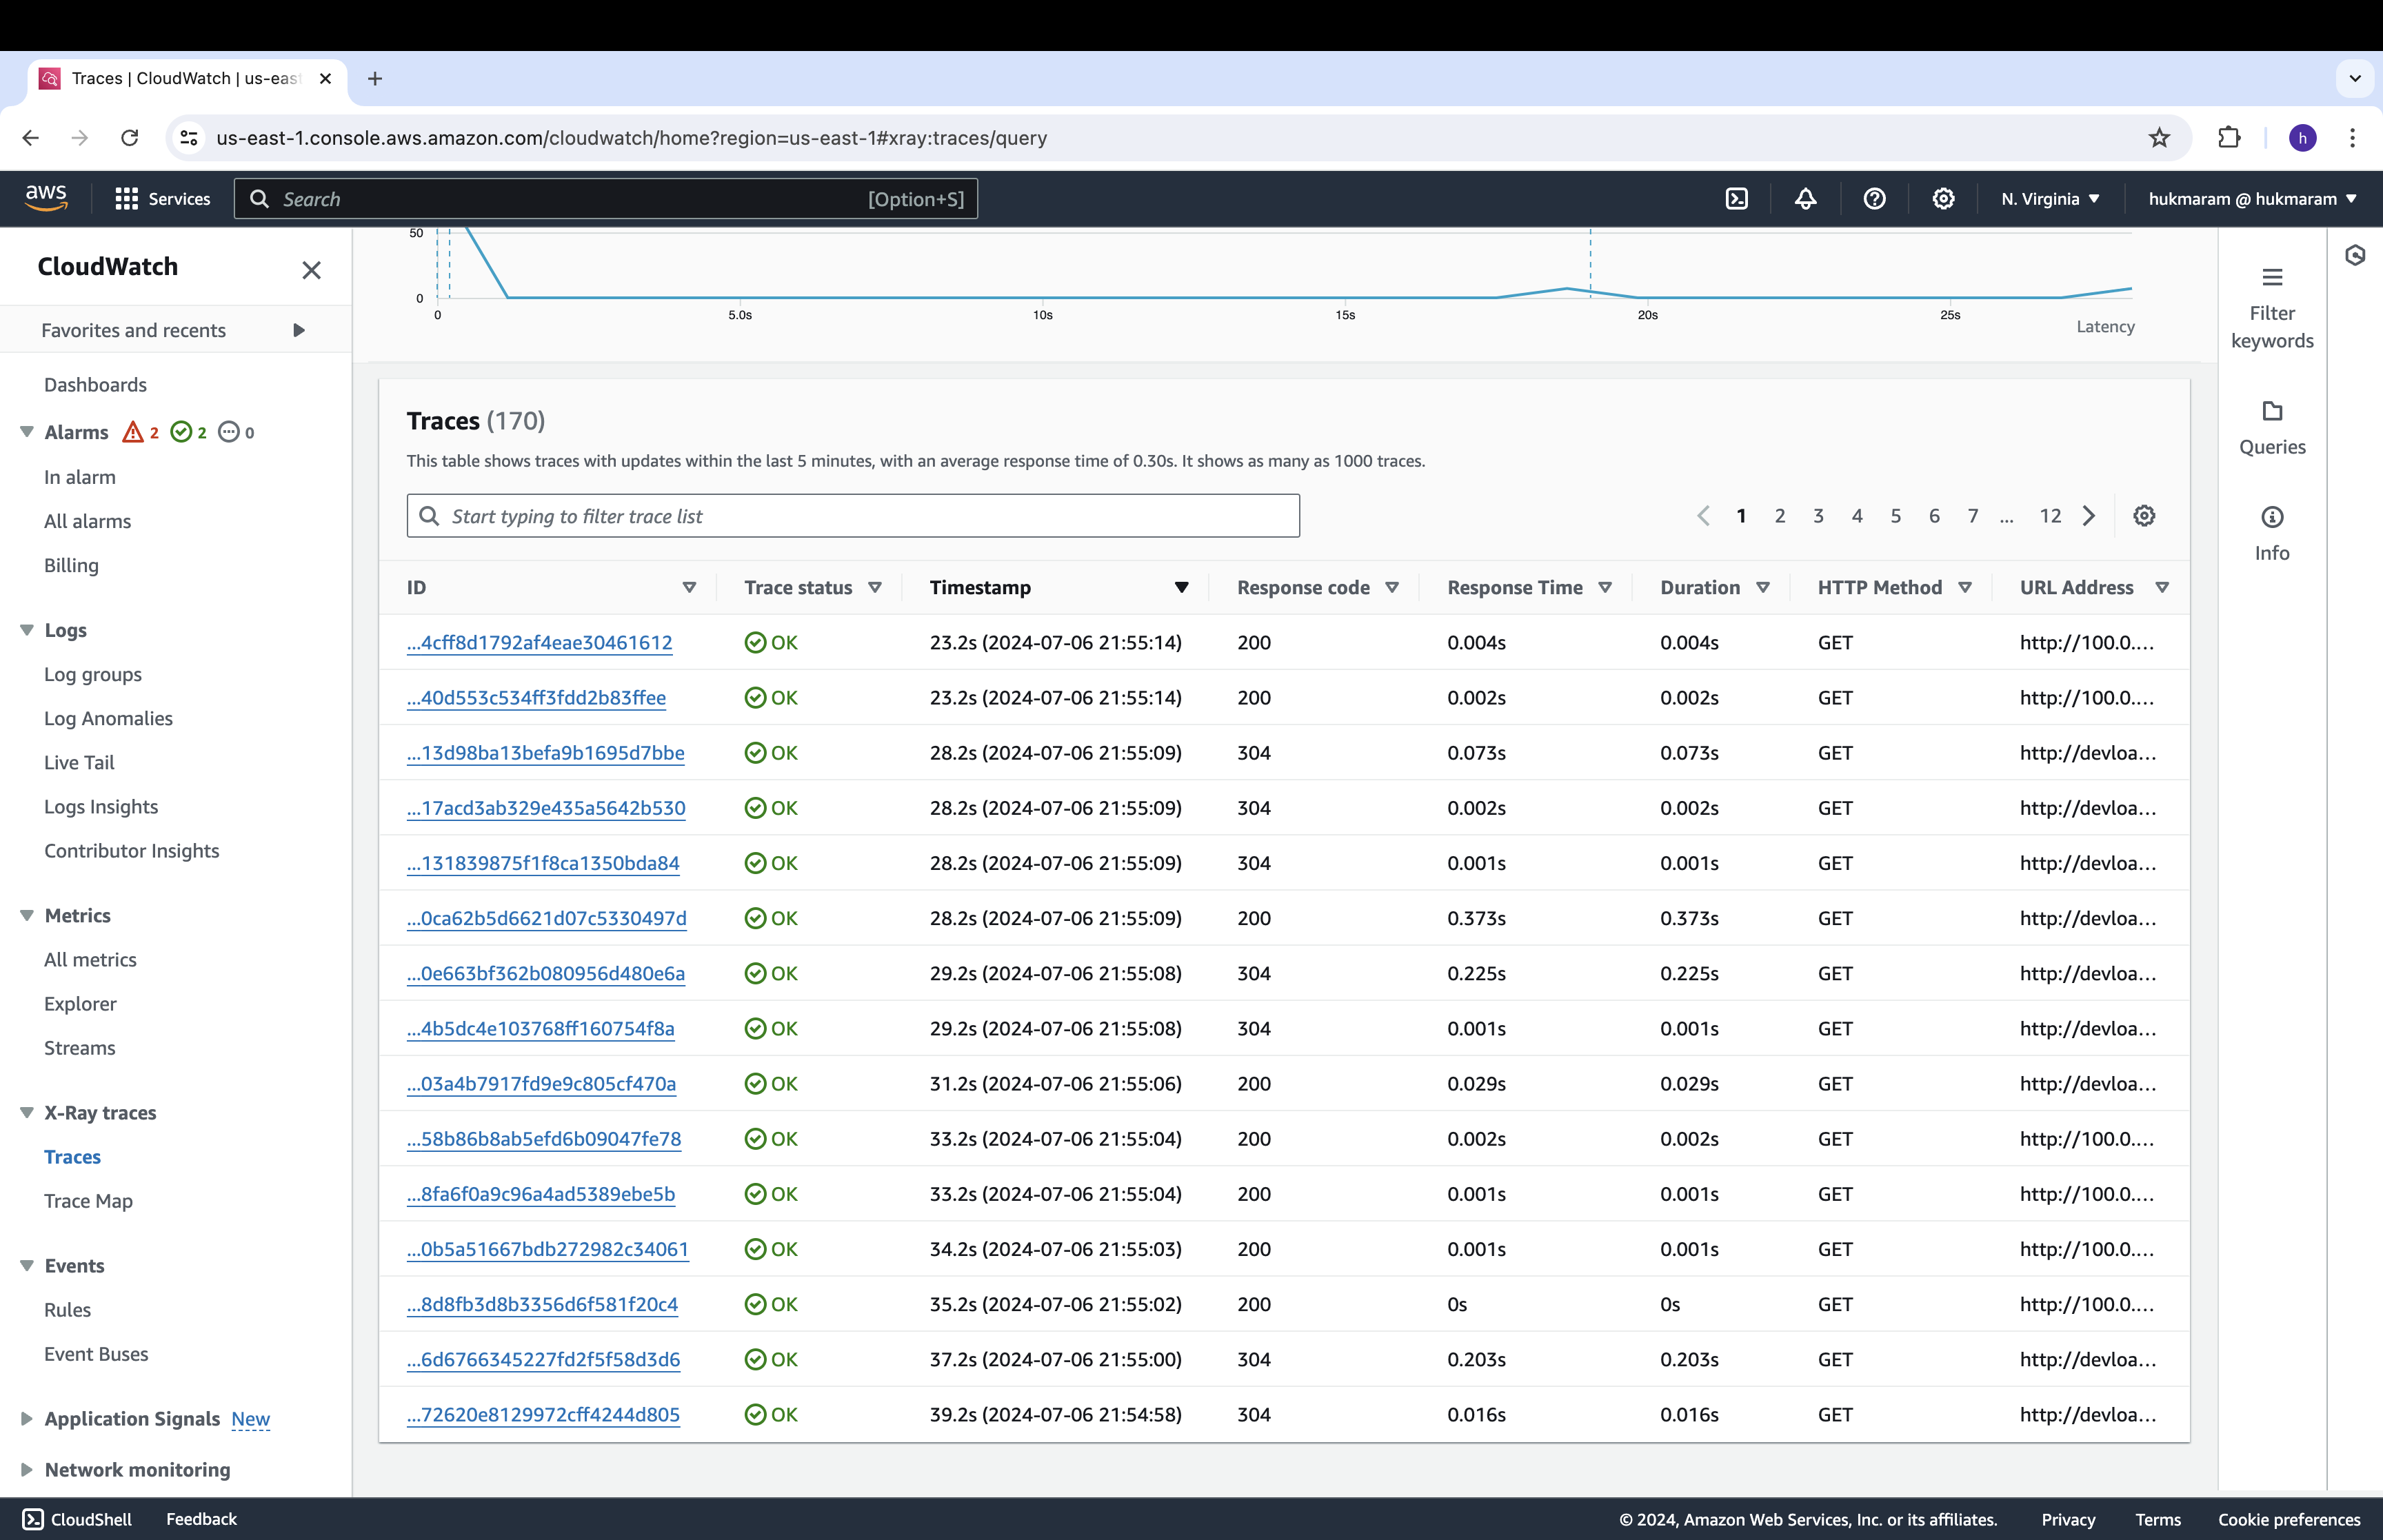 Traces | CloudWatch | us-eas
us-east-1.console.aws.amazon.com/cloudwatch/home?region=us-east-1#xray:traces/query
h
aws Services Search [Option+S] N. Virginia hukmaram @ hukmaram
CloudWatch
Favorites and recents
Dashboards
Alarms 2 2 0
In alarm
All alarms
Billing
Logs
Log groups
Log Anomalies
Live Tail
Logs Insights
Contributor Insights
Metrics
All metrics
Explorer
Streams
X-Ray traces
Traces
Trace Map
Events
Rules
Event Buses
Application Signals New
Network monitoring
50
0
0 5.0s 10s 15s 20s 25s
Latency
Traces (170)
This table shows traces with updates within the last 5 minutes, with an average response time of 0.30s. It shows as many as 1000 traces.
Start typing to filter trace list
1 2 3 4 5 6 7 ... 12
ID Trace status Timestamp Response code Response Time Duration HTTP Method URL Address
...4cff8d1792af4eae30461612 OK 23.2s (2024-07-06 21:55:14) 200 0.004s 0.004s GET http://100.0....
...40d553c534ff3fdd2b83ffee OK 23.2s (2024-07-06 21:55:14) 200 0.002s 0.002s GET http://100.0....
...13d98ba13befa9b1695d7bbe OK 28.2s (2024-07-06 21:55:09) 304 0.073s 0.073s GET http://devloa...
...17acd3ab329e435a5642b530 OK 28.2s (2024-07-06 21:55:09) 304 0.002s 0.002s GET http://devloa...
...131839875f1f8ca1350bda84 OK 28.2s (2024-07-06 21:55:09) 304 0.001s 0.001s GET http://devloa...
...0ca62b5d6621d07c5330497d OK 28.2s (2024-07-06 21:55:09) 200 0.373s 0.373s GET http://devloa...
...0e663bf362b080956d480e6a OK 29.2s (2024-07-06 21:55:08) 304 0.225s 0.225s GET http://devloa...
...4b5dc4e103768ff160754f8a OK 29.2s (2024-07-06 21:55:08) 304 0.001s 0.001s GET http://devloa...
...03a4b7917fd9e9c805cf470a OK 31.2s (2024-07-06 21:55:06) 200 0.029s 0.029s GET http://devloa...
...58b86b8ab5efd6b09047fe78 OK 33.2s (2024-07-06 21:55:04) 200 0.002s 0.002s GET http://100.0....
...8fa6f0a9c96a4ad5389ebe5b OK 33.2s (2024-07-06 21:55:04) 200 0.001s 0.001s GET http://100.0....
...0b5a51667bdb272982c34061 OK 34.2s (2024-07-06 21:55:03) 200 0.001s 0.001s GET http://100.0....
...8d8fb3d8b3356d6f581f20c4 OK 35.2s (2024-07-06 21:55:02) 200 0s 0s GET http://100.0....
...6d6766345227fd2f5f58d3d6 OK 37.2s (2024-07-06 21:55:00) 304 0.203s 0.203s GET http://devloa...
...72620e8129972cff4244d805 OK 39.2s (2024-07-06 21:54:58) 304 0.016s 0.016s GET http://devloa...
Filter
keywords
Queries
Info
CloudShell Feedback © 2024, Amazon Web Services, Inc. or its affiliates. Privacy Terms Cookie preferences